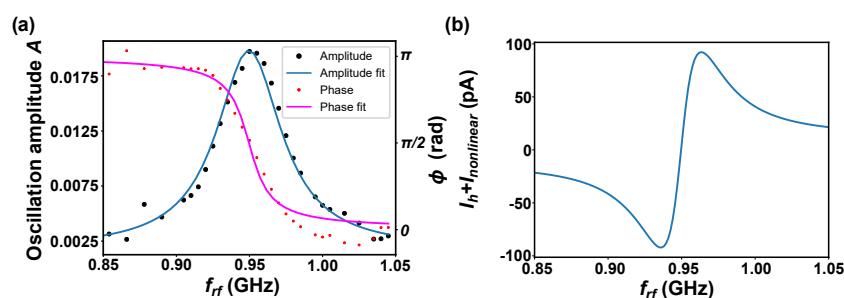 (a)
Oscillation amplitude A
0.0175
0.0125
0.0075
0.0025
Amplitude
Amplitude fit
Phase
Phase fit
π
π/2
0
ϕ (rad)
0.85 0.90 0.95 1.00 1.05
f_rf (GHz)
(b)
I_h+I_nonlinear (pA)
100
50
0
-50
-100
0.85 0.90 0.95 1.00 1.05
f_rf (GHz)